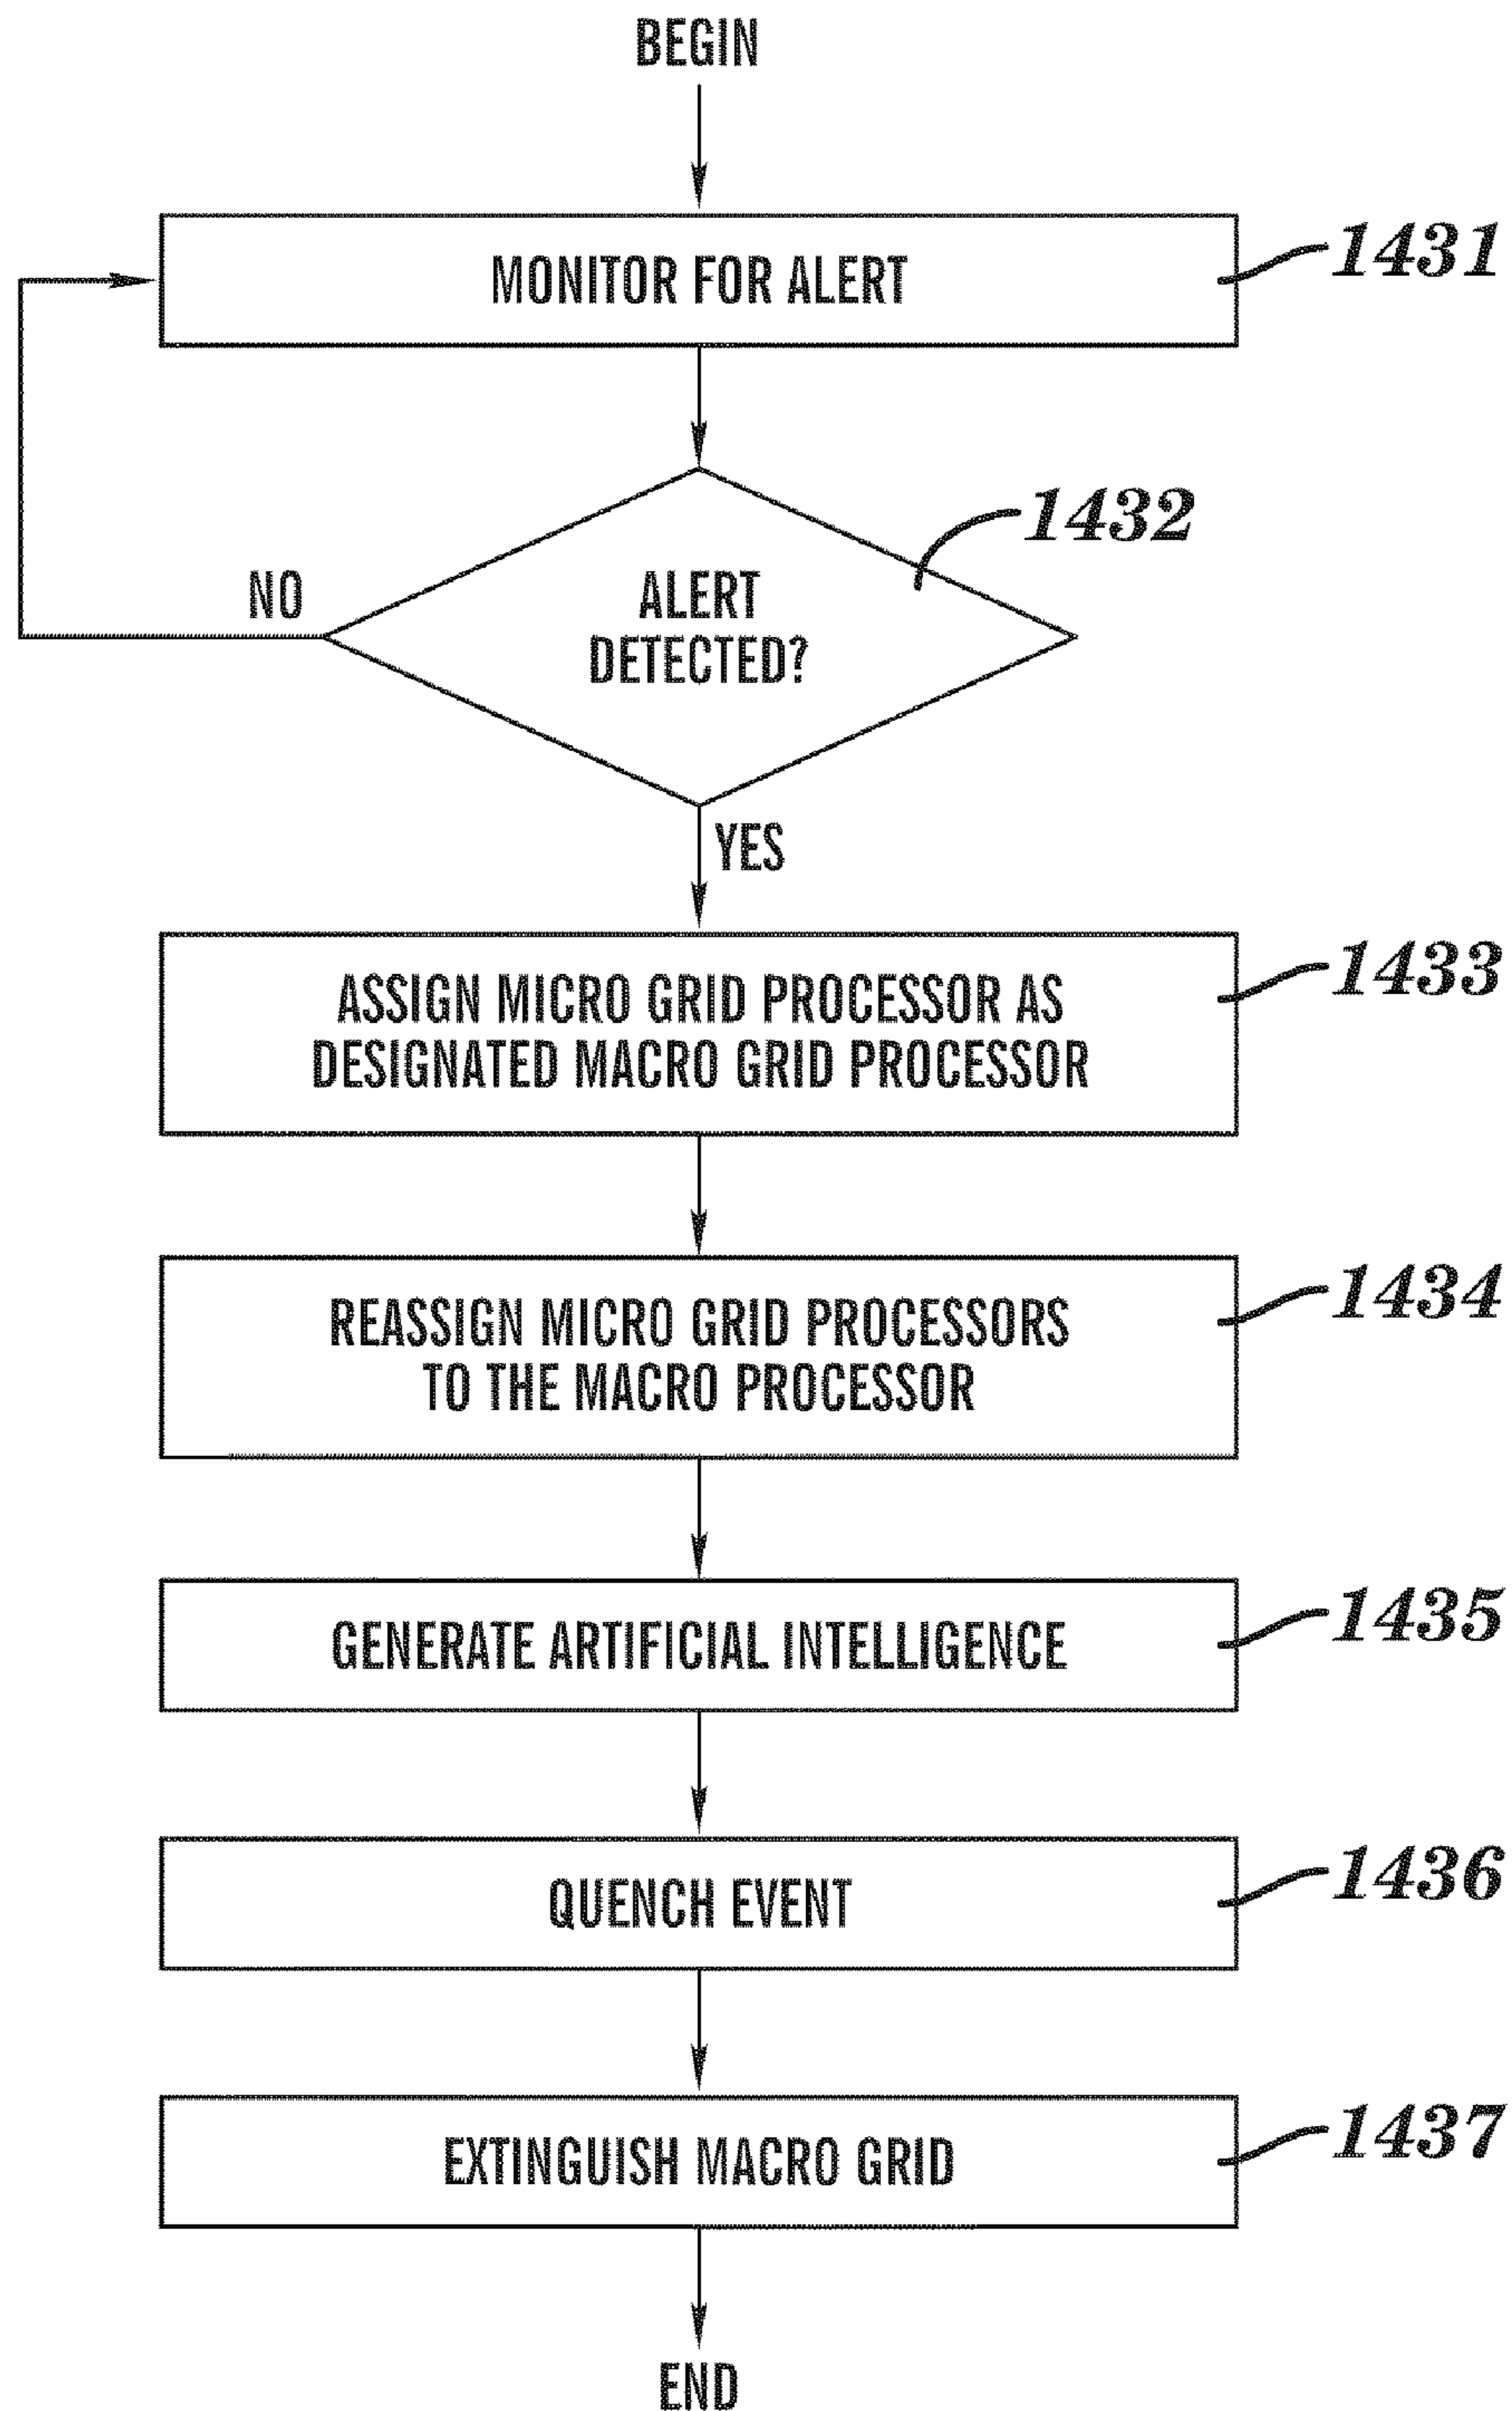 BEGIN
MONITOR FOR ALERT
1431
1432
ALERT
DETECTED?
NO
YES
ASSIGN MICRO GRID PROCESSOR AS
DESIGNATED MACRO GRID PROCESSOR
1433
REASSIGN MICRO GRID PROCESSORS
TO THE MACRO PROCESSOR
1434
GENERATE ARTIFICIAL INTELLIGENCE
1435
QUENCH EVENT
1436
EXTINGUISH MACRO GRID
1437
END